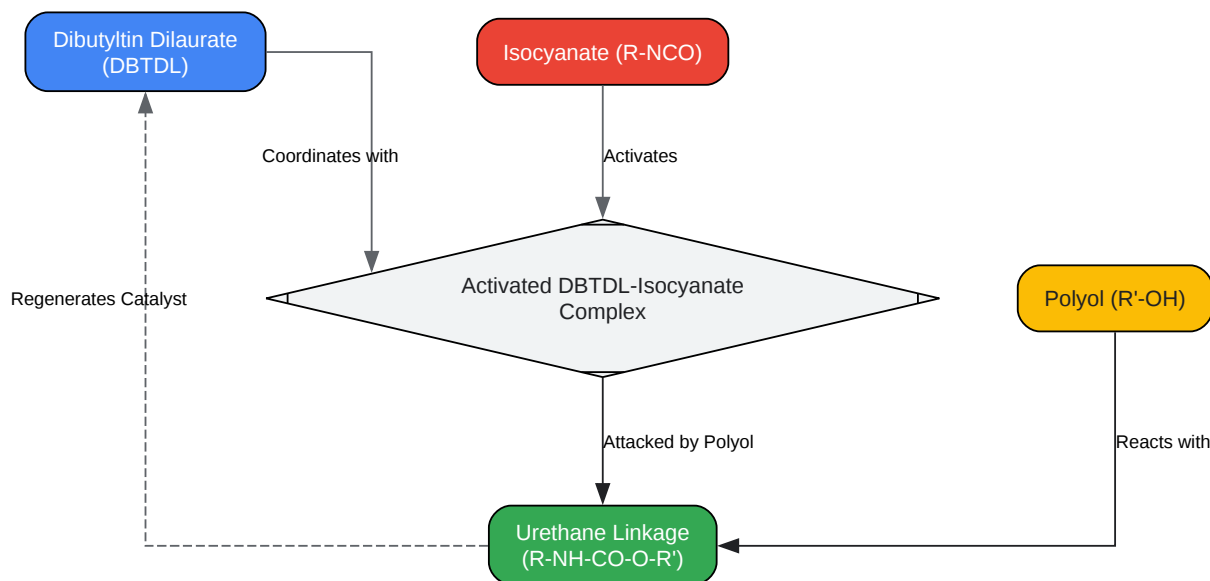 Dibutyltin Dilaurate
(DBTDL)
Isocyanate (R-NCO)
Coordinates with
Activates
Regenerates Catalyst
Activated DBTDL-Isocyanate
Complex
Polyol (R'-OH)
Attacked by Polyol
Reacts with
Urethane Linkage
(R-NH-CO-O-R')